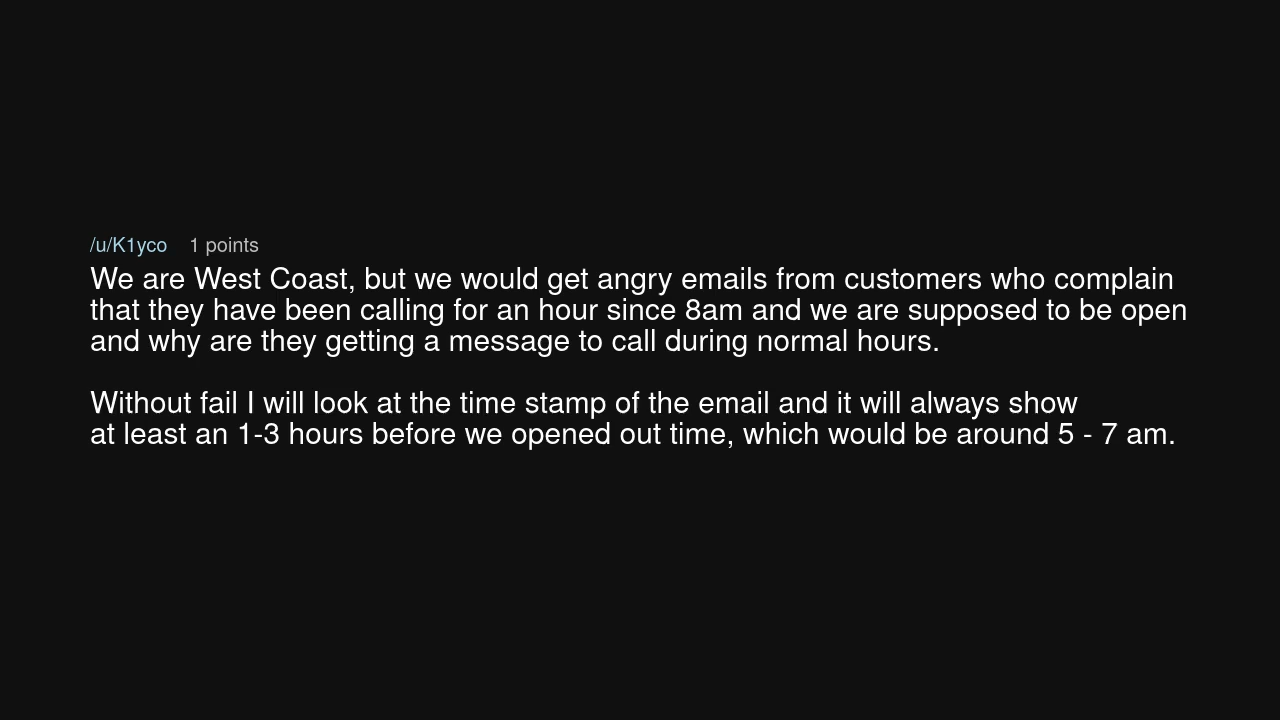 /u/K1yco 1 points
We are West Coast, but we would get angry emails from customers who complain
that they have been calling for an hour since 8am and we are supposed to be open
and why are they getting a message to call during normal hours.
Without fail I will look at the time stamp of the email and it will always show
at least an 1-3 hours before we opened out time, which would be around 5 - 7 am.